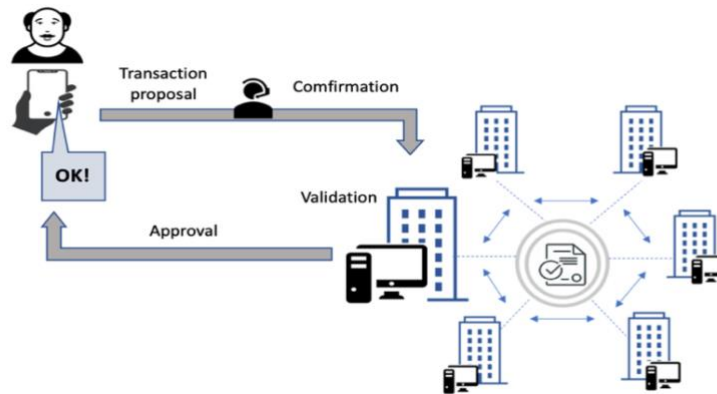 Transaction
proposal
Comfirmation
OK!
Validation
Approval